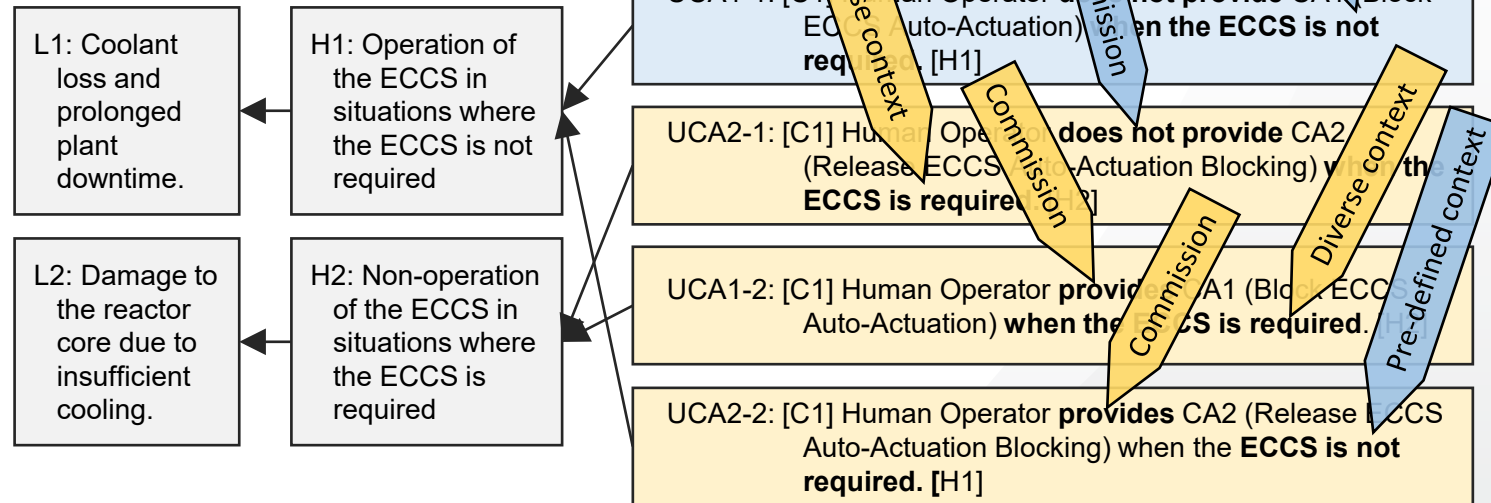 L1: Coolant
loss and
prolonged
plant
downtime.
H1: Operation of
the ECCS in
situations where
the ECCS is not
required
L2: Damage to
the reactor
core due to
insufficient
cooling.
H2: Non-operation
of the ECCS in
situations where
the ECCS is
required
Auto-Actuation) when the ECCS is not
required. [H1]
UCA2-1: [C1] Human Operator does not provide CA2
(Release ECCS Auto-Actuation Blocking) when the
ECCS is required. [H2]
UCA1-2: [C1] Human Operator provides CA1 (Block ECCS
Auto-Actuation) when the ECCS is required.
UCA2-2: [C1] Human Operator provides CA2 (Release ECCS
Auto-Actuation Blocking) when the ECCS is not
required. [H1]
context
Commission
Commission
Diverse context
Pre-defined context